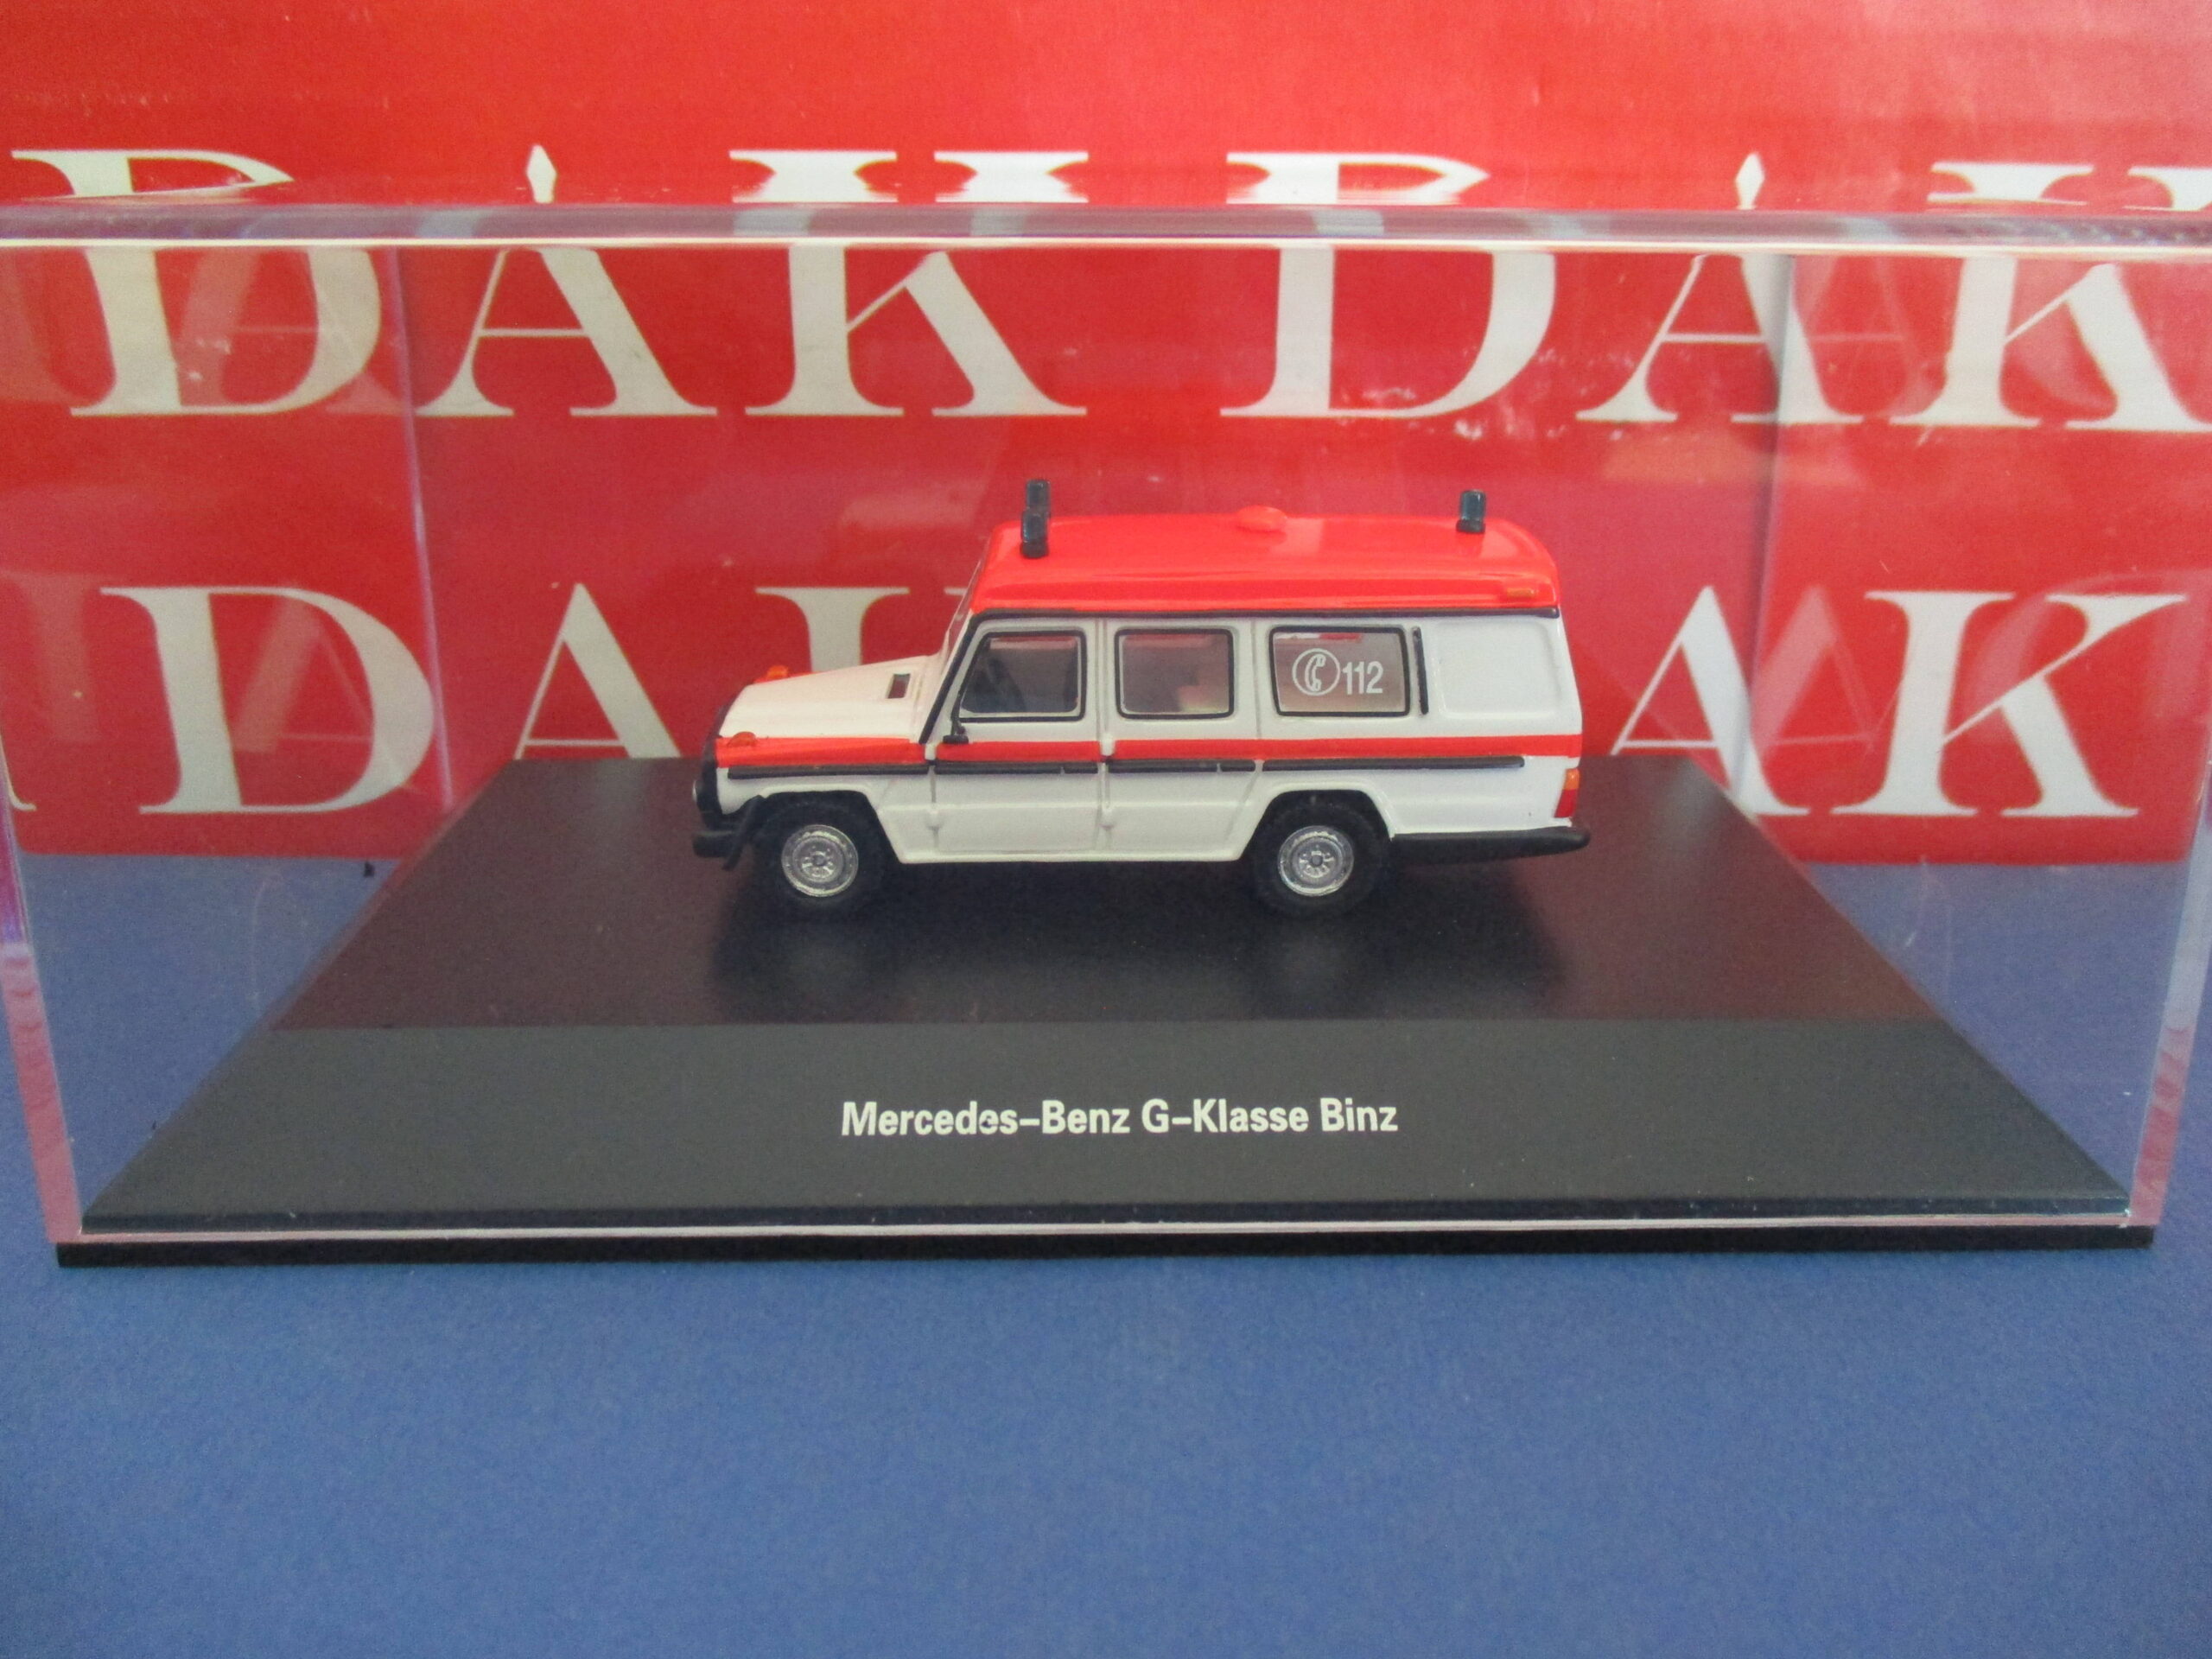 DAK DAK
DAK DAK
112
Mercedes-Benz G-Klasse Binz